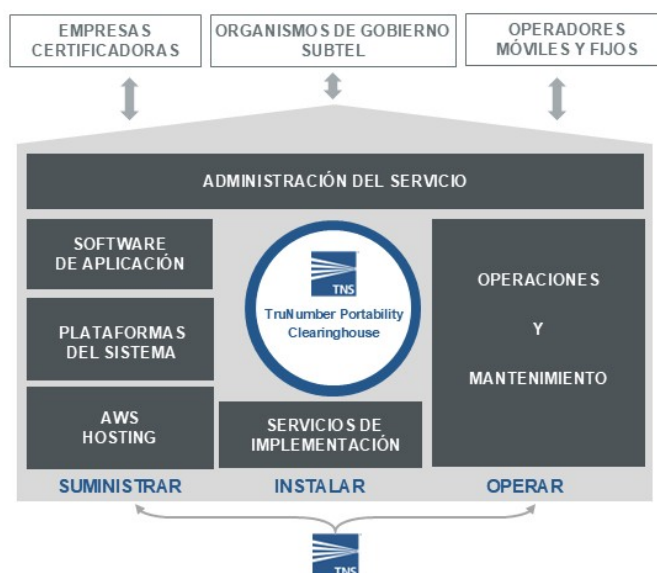 EMPRESAS
CERTIFICADORAS
ORGANISMOS DE GOBIERNO
SUBTEL
OPERADORES
MÓVILES Y FIJOS
ADMINISTRACIÓN DEL SERVICIO
SOFTWARE
DE APLICACIÓN
PLATAFORMAS
DEL SISTEMA
AWS
HOSTING
TNS
TruNumber Portability
Clearinghouse
SERVICIOS DE
IMPLEMENTACIÓN
OPERACIONES
Y
MANTENIMIENTO
SUMINISTRAR
INSTALAR
OPERAR
TNS